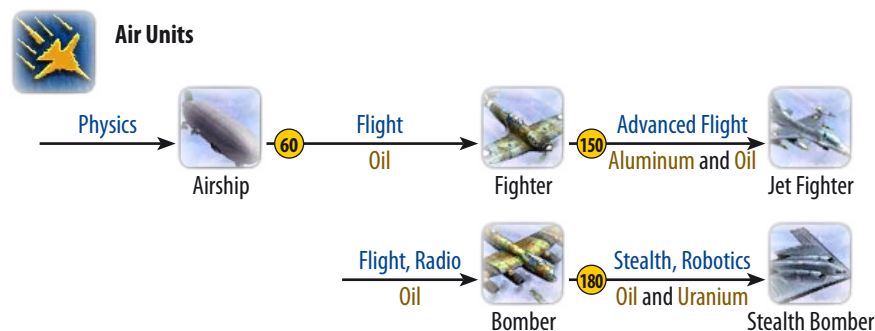 Air Units
Physics
Airship
60
Flight
Oil
Fighter
150
Advanced Flight
Aluminum and Oil
Jet Fighter
Flight, Radio
Oil
Bomber
180
Stealth, Robotics
Oil and Uranium
Stealth Bomber